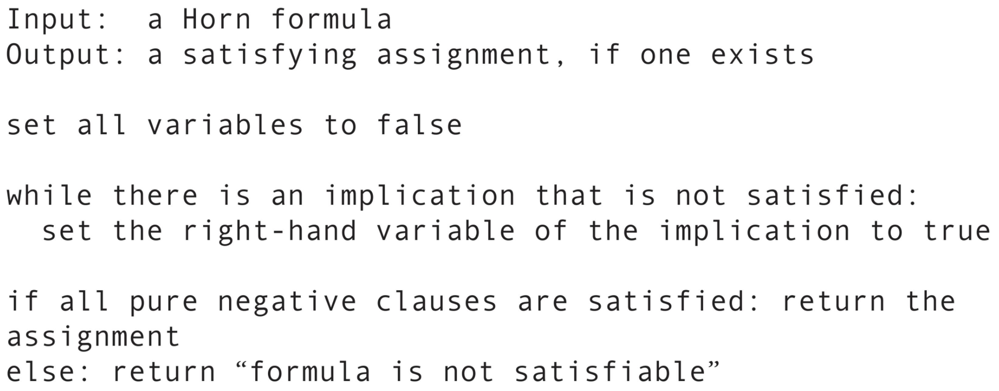 Input:  a Horn formula
Output: a satisfying assignment, if one exists
set all variables to false
while there is an implication that is not satisfied:
  set the right-hand variable of the implication to true
if all pure negative clauses are satisfied: return the
assignment
else: return “formula is not satisfiable”